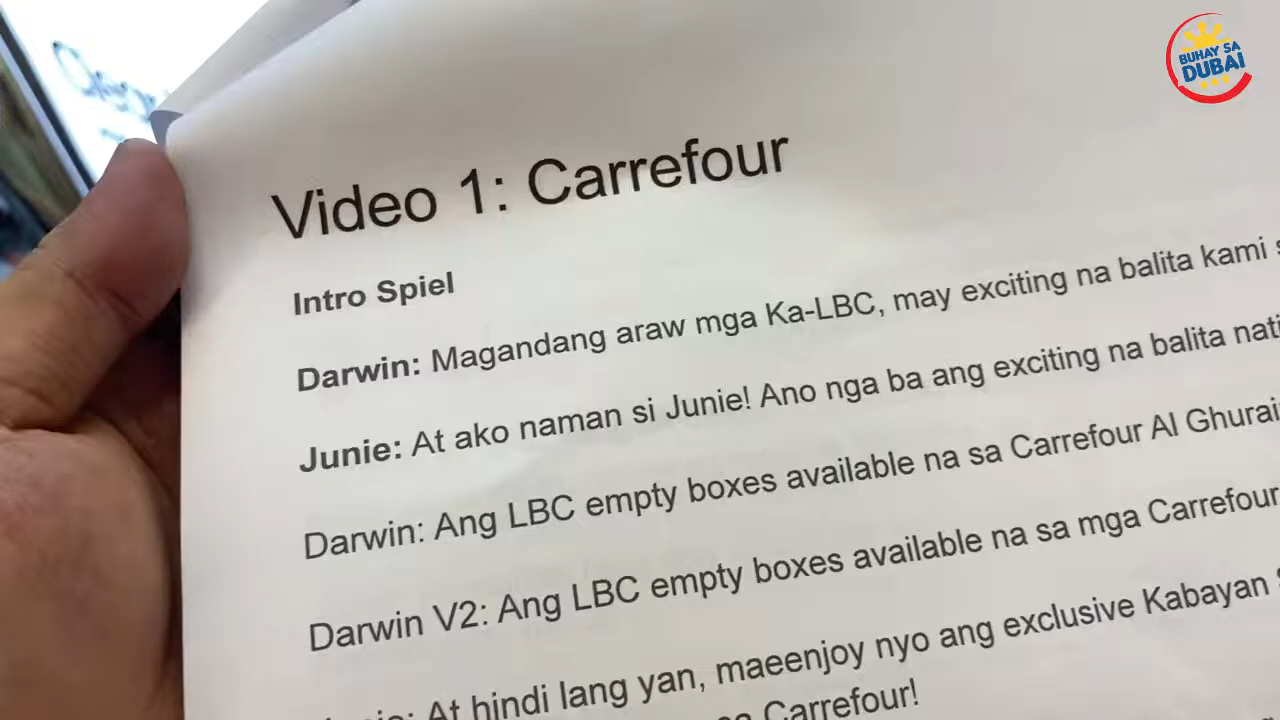 BUHAY SA
DUBAI
Video 1: Carrefour
Intro Spiel
Darwin: Magandang araw mga Ka-LBC, may exciting na balita kami
Junie: At ako naman si Junie! Ano nga ba ang exciting na balita
Darwin: Ang LBC empty boxes available na sa Carrefour Al
Darwin V2: Ang LBC empty boxes available na sa mga Carrefour
At hindi lang yan, maeenjoy nyo ang exclusive Kabayan
Carrefour!